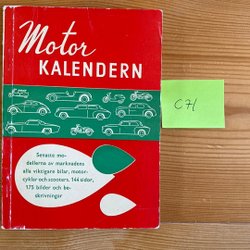 Motor
KALENDERN
Senaste mo-
dellerna av marknadens
alla viktigare bilar, motor-
cyklar och scooters. 144 sidor,
175 bilder och be-
skrivningar
C71